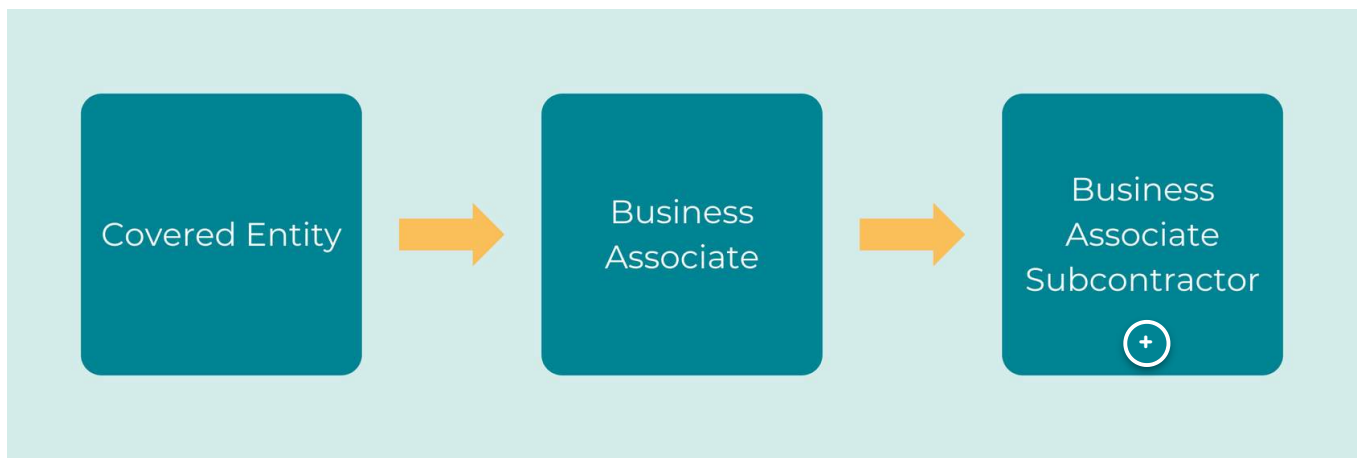 Covered Entity
Business
Associate
Business
Associate
Subcontractor
+